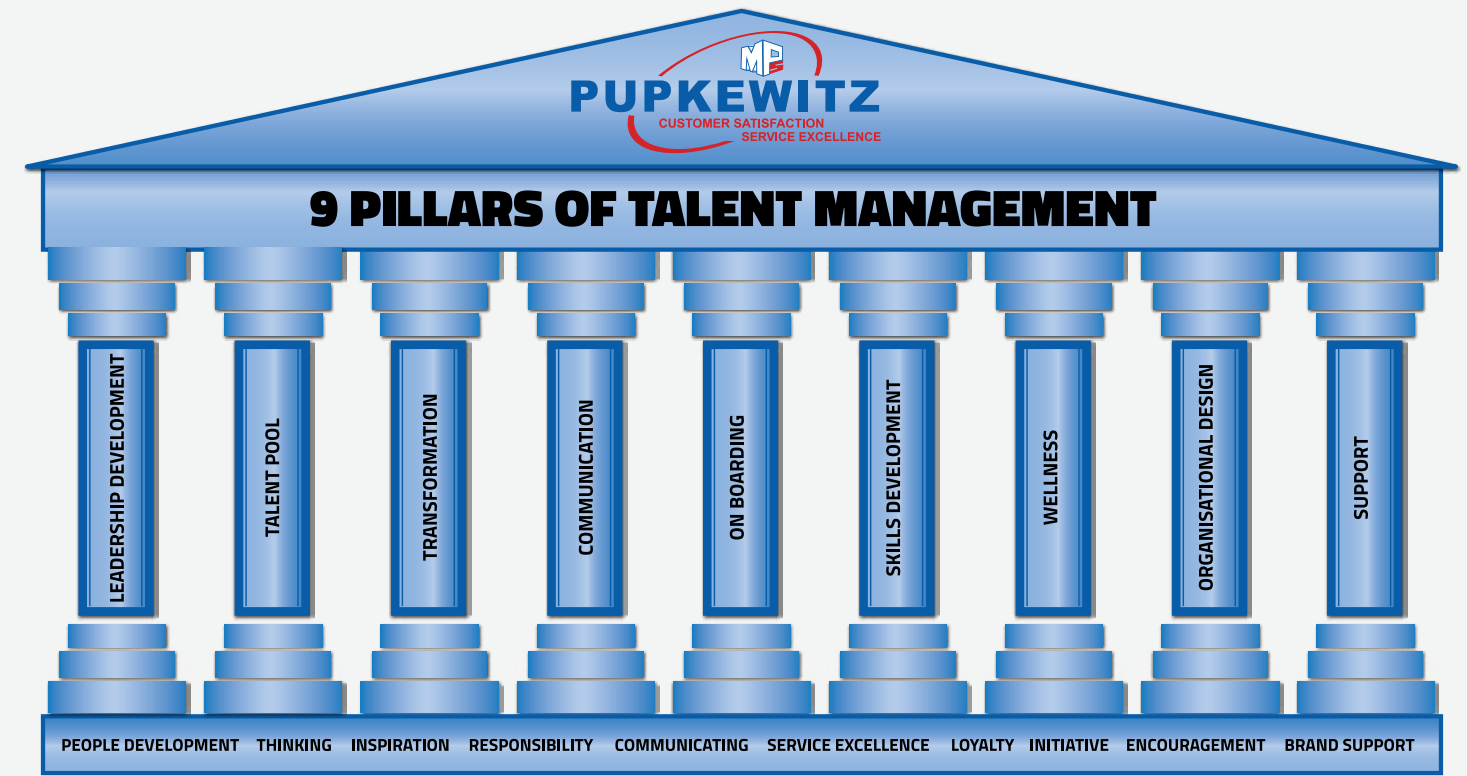 MPS
PUPKEWITZ
CUSTOMER SATISFACTION
SERVICE EXCELLENCE
9 PILLARS OF TALENT MANAGEMENT
LEADERSHIP DEVELOPMENT
TALENT POOL
TRANSFORMATION
COMMUNICATION
ON BOARDING
SKILLS DEVELOPMENT
WELLNESS
ORGANISATIONAL DESIGN
SUPPORT
PEOPLE DEVELOPMENT THINKING INSPIRATION RESPONSIBILITY COMMUNICATING SERVICE EXCELLENCE LOYALTY INITIATIVE ENCOURAGEMENT BRAND SUPPORT